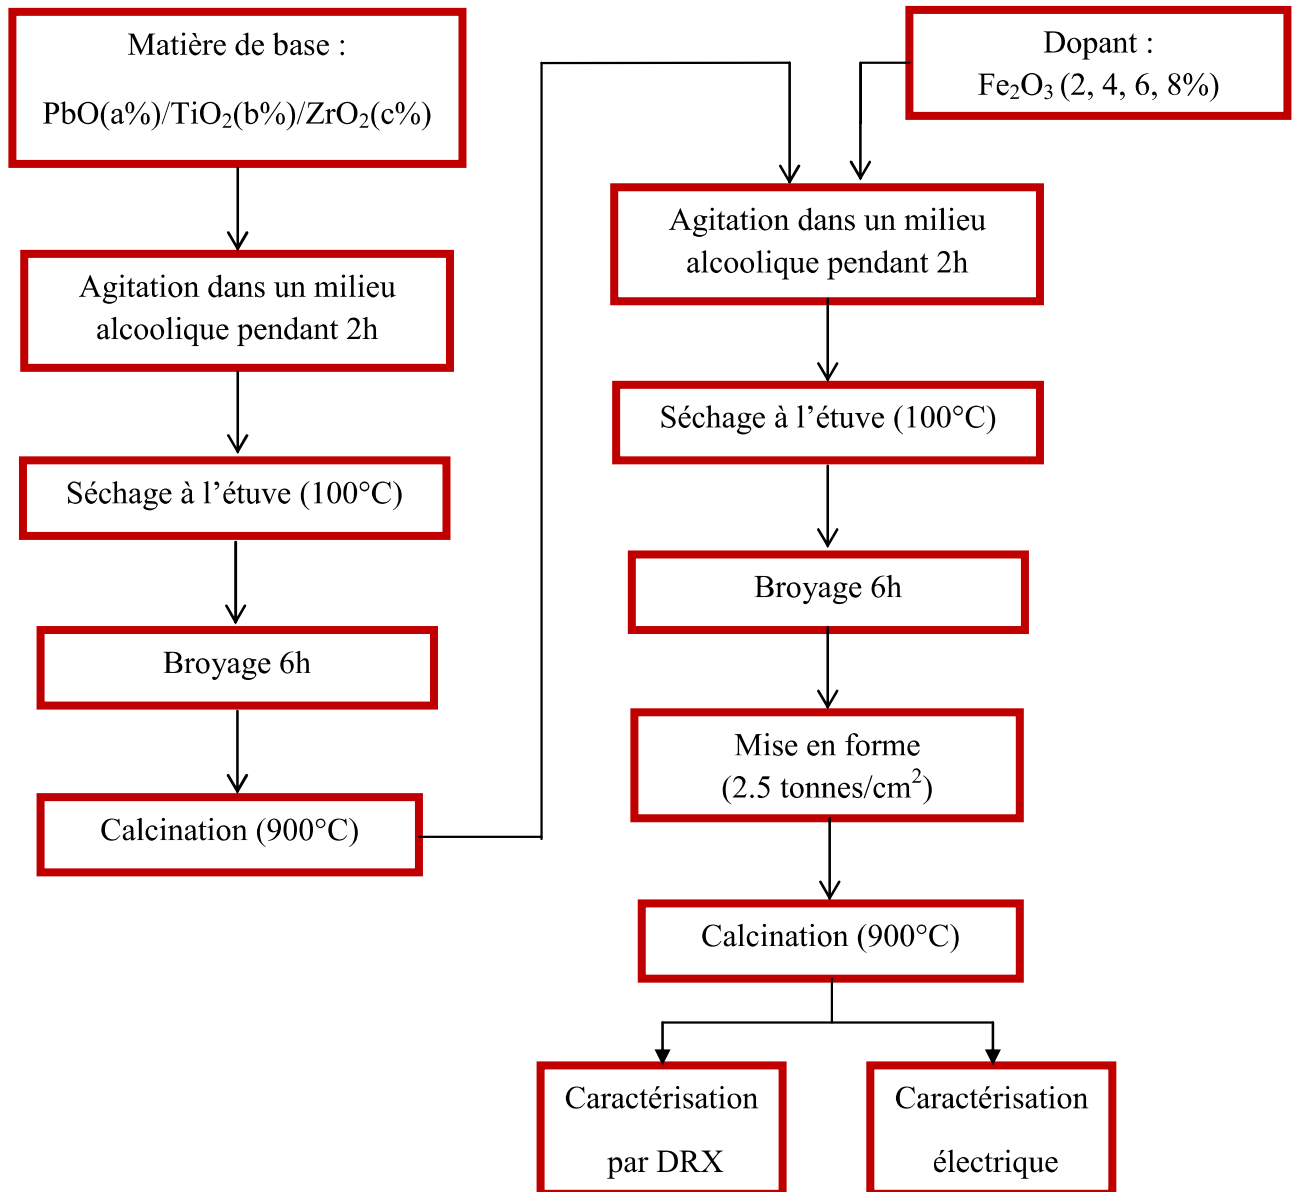 Matière de base :
PbO(a%)/TiO₂(b%)/ZrO₂(c%)
Agitation dans un milieu
alcoolique pendant 2h
Séchage à l’étuve (100°C)
Broyage 6h
Calcination (900°C)
Dopant :
Fe₂O₃ (2, 4, 6, 8%)
Agitation dans un milieu
alcoolique pendant 2h
Séchage à l’étuve (100°C)
Broyage 6h
Mise en forme
(2.5 tonnes/cm²)
Calcination (900°C)
Caractérisation
par DRX
Caractérisation
électrique